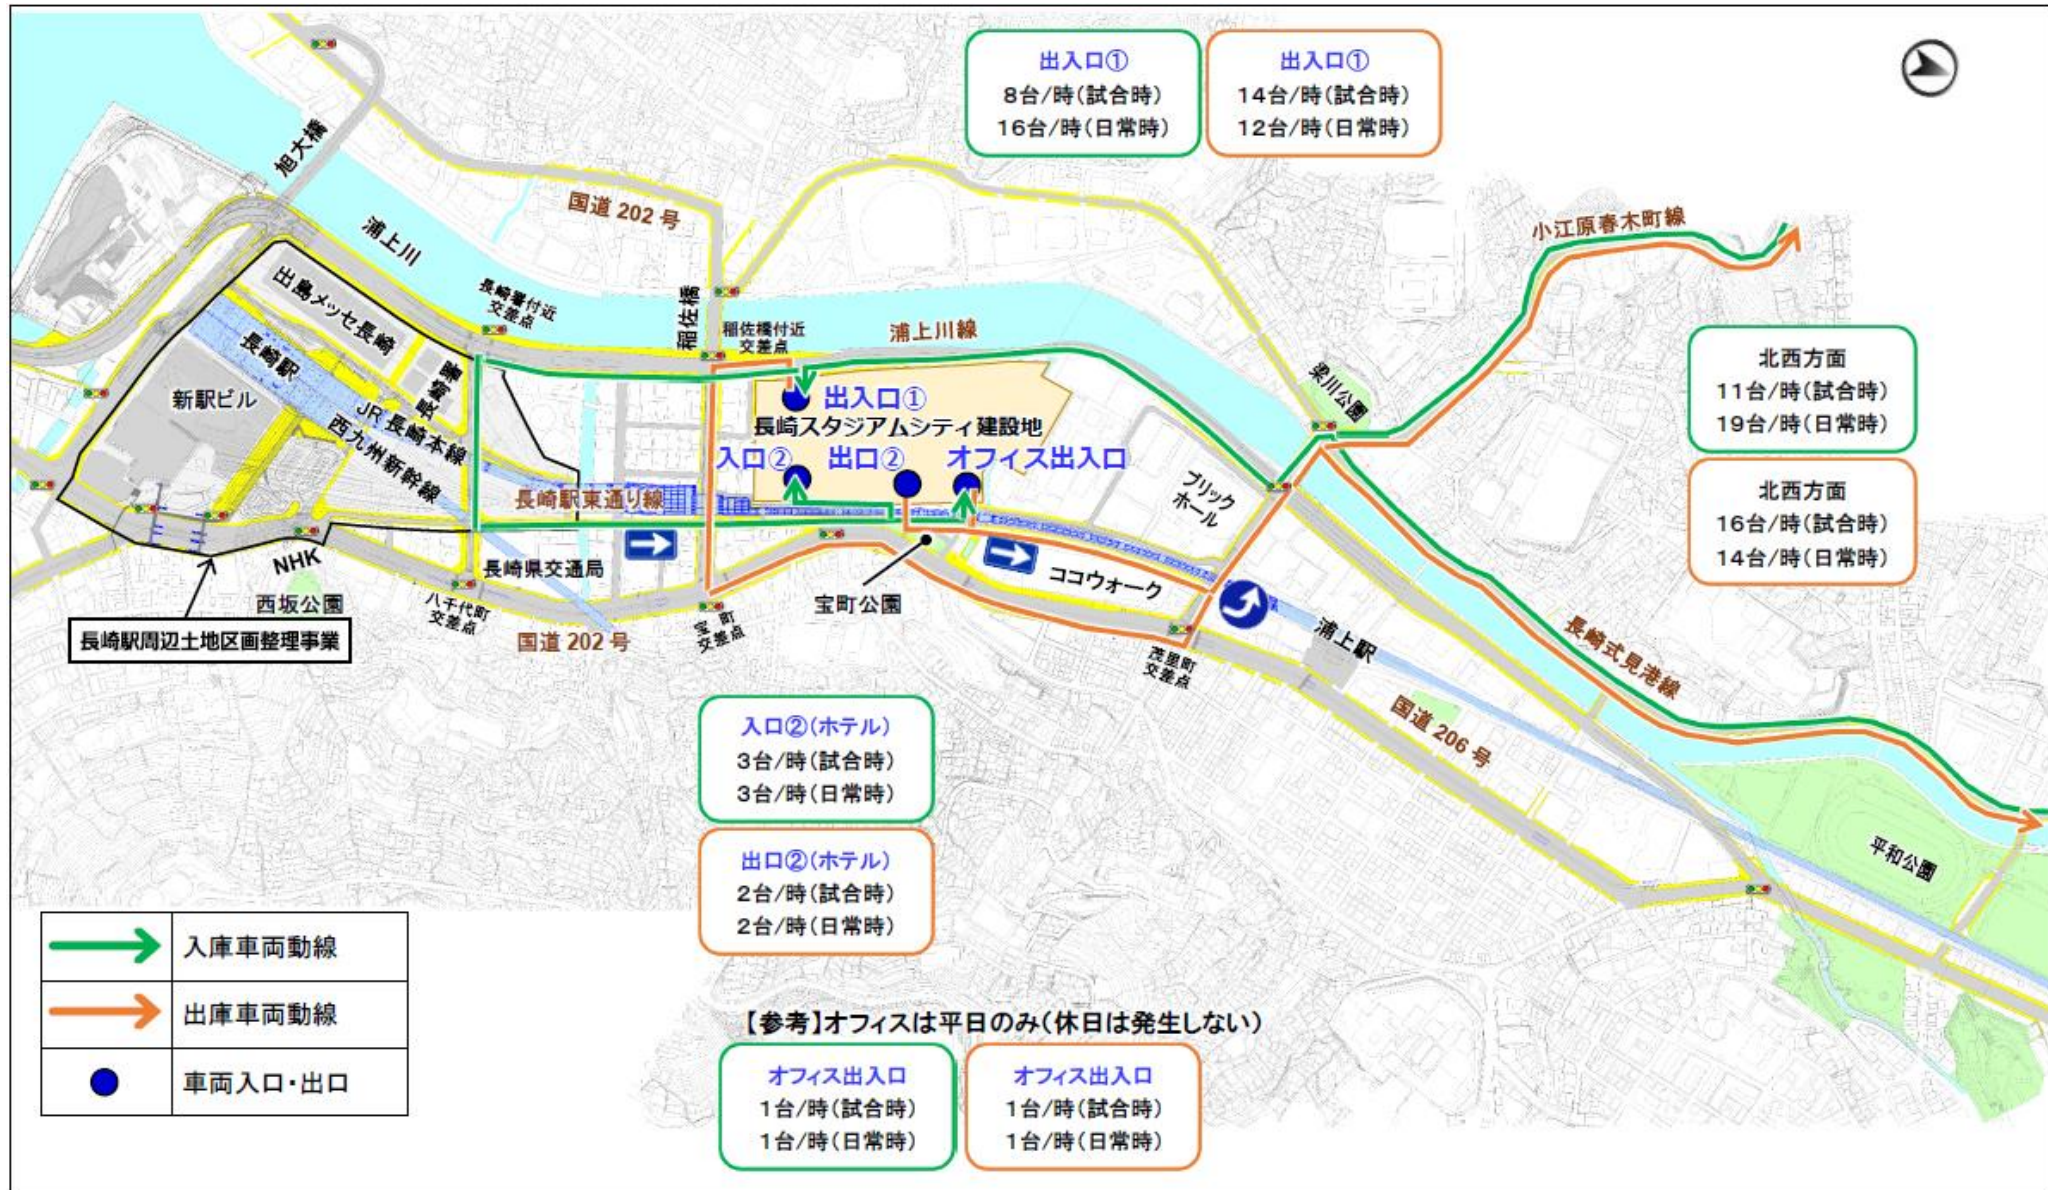 出入口①
8台/時(試合時)
16台/時(日常時)
出入口①
14台/時(試合時)
12台/時(日常時)
旭大橋
国道202号
浦上川
小江原春木町線
出島メッセ長崎
長崎署付近
交差点
稲佐橋
稲佐橋付近
交差点
浦上川線
長崎駅
新駅ビル
県警本部
JR長崎本線
西九州新幹線
出入口①
長崎スタジアムシティ建設地
入口②
出口②
オフィス出入口
梁川公園
ブリック
ホール
北西方面
11台/時(試合時)
19台/時(日常時)
北西方面
16台/時(試合時)
14台/時(日常時)
長崎駅東通り線
NHK
西坂公園
長崎県交通局
八千代町
交差点
国道202号
宝町
交差点
宝町公園
ココウォーク
茂里町
交差点
浦上駅
長崎式見港線
国道206号
平和公園
長崎駅周辺土地区画整理事業
入口②(ホテル)
3台/時(試合時)
3台/時(日常時)
出口②(ホテル)
2台/時(試合時)
2台/時(日常時)
入庫車両動線
出庫車両動線
車両入口・出口
【参考】オフィスは平日のみ(休日は発生しない)
オフィス出入口
1台/時(試合時)
1台/時(日常時)
オフィス出入口
1台/時(試合時)
1台/時(日常時)